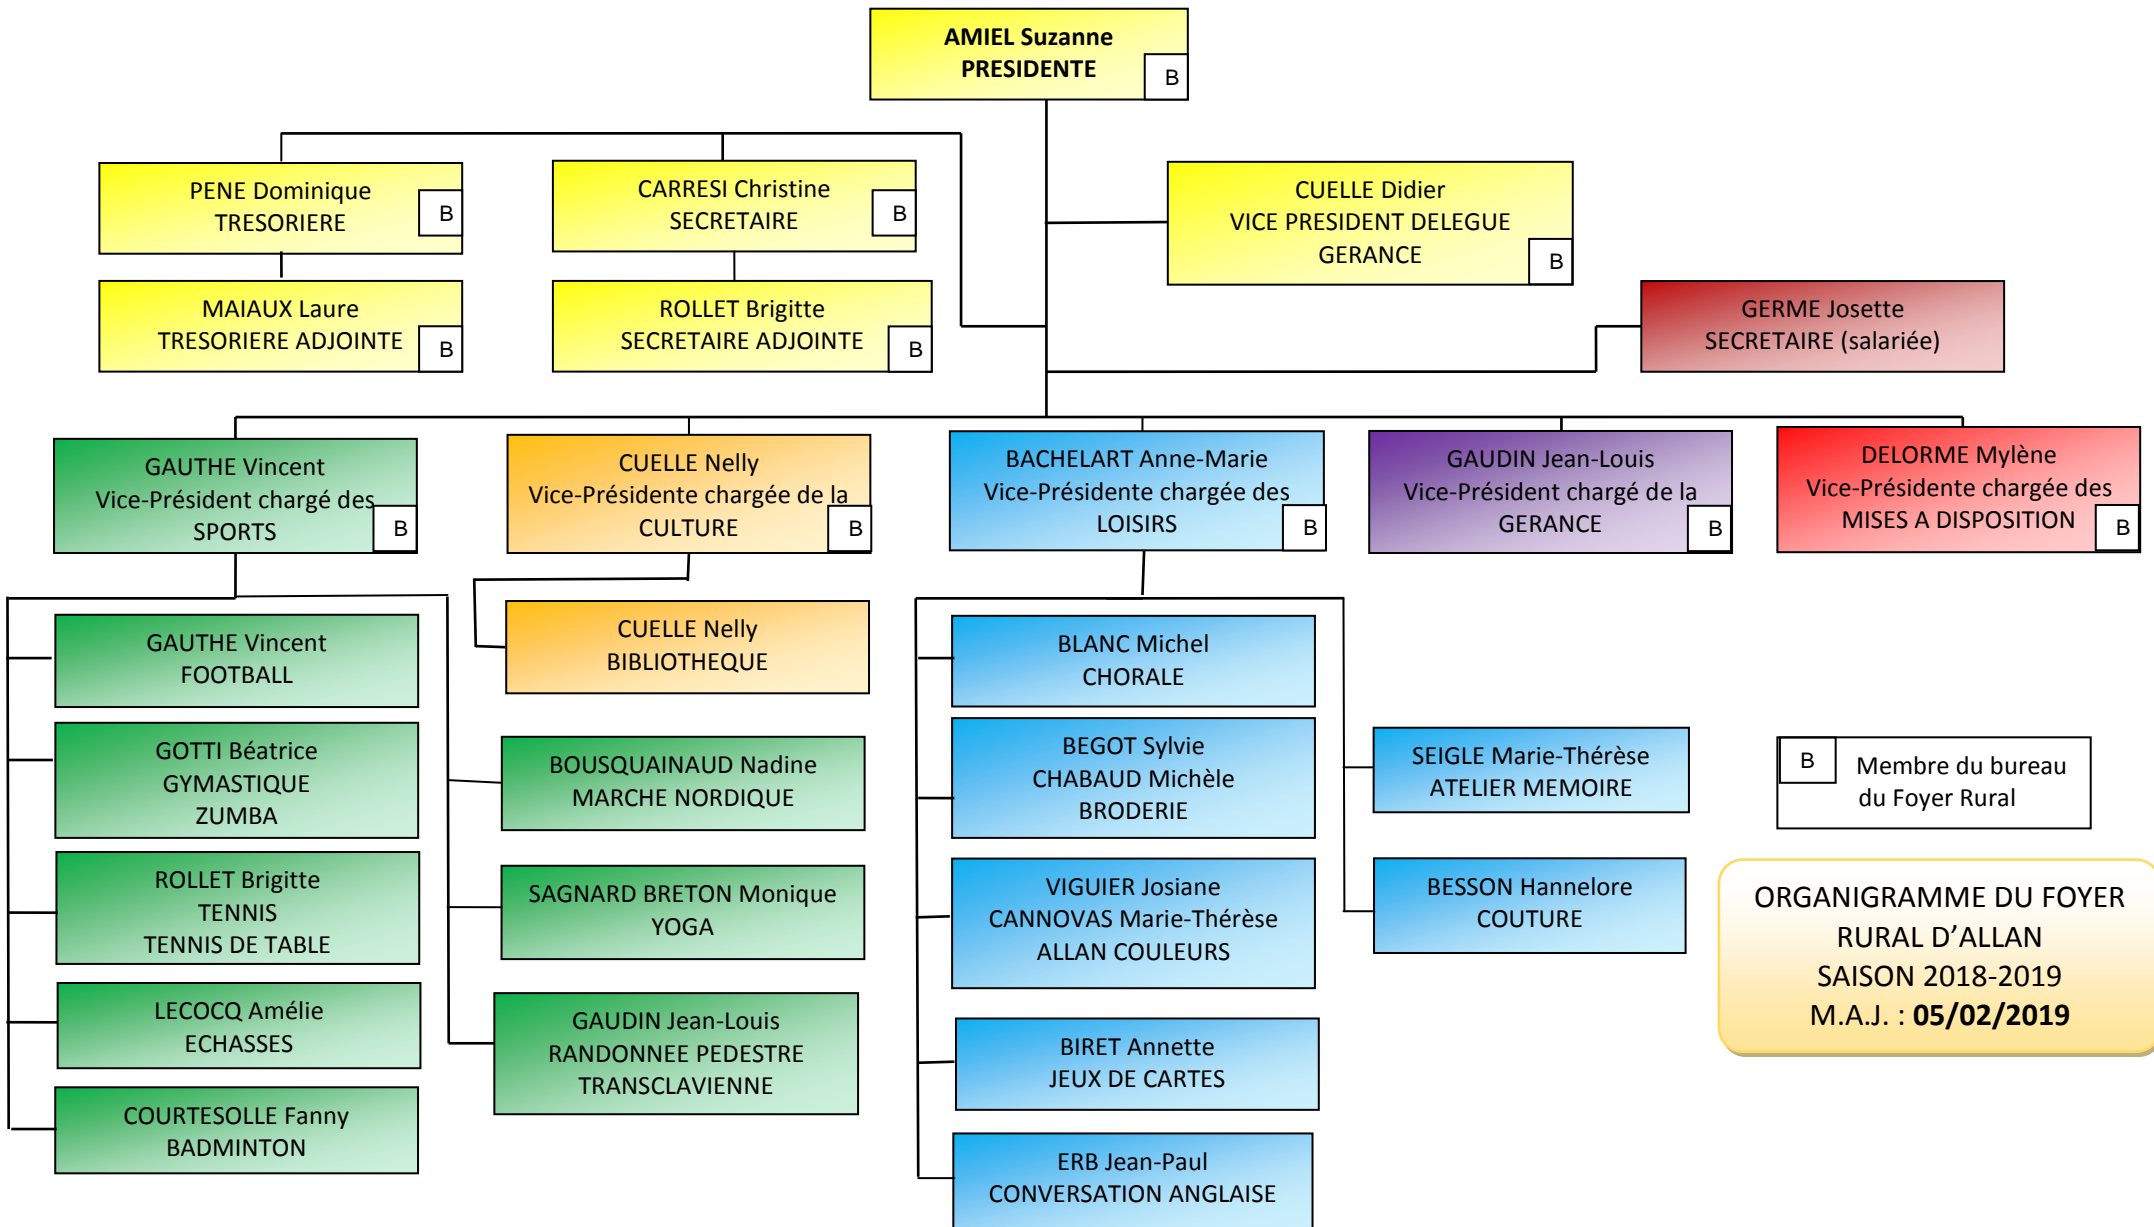 AMIEL Suzanne
PRESIDENTE
B
PENE Dominique
TRESORIERE
B
CARRESI Christine
SECRETAIRE
B
CUELLE Didier
VICE PRESIDENT DELEGUE
GERANCE
B
MAIAUX Laure
TRESORIERE ADJOINTE
B
ROLLET Brigitte
SECRETAIRE ADJOINTE
B
GERME Josette
SECRETAIRE (salariée)
GAUTHE Vincent
Vice-Président chargé des
SPORTS
B
CUELLE Nelly
Vice-Présidente chargée de la
CULTURE
B
BACHELART Anne-Marie
Vice-Présidente chargée des
LOISIRS
B
GAUDIN Jean-Louis
Vice-Président chargé de la
GERANCE
B
DELORME Mylène
Vice-Présidente chargée des
MISES A DISPOSITION
B
GAUTHE Vincent
FOOTBALL
GOTTI Béatrice
GYMASTIQUE
ZUMBA
ROLLET Brigitte
TENNIS
TENNIS DE TABLE
LECOCQ Amélie
ECHASSES
COURTESOLLE Fanny
BADMINTON
CUELLE Nelly
BIBLIOTHEQUE
BOUSQUAINAUD Nadine
MARCHE NORDIQUE
SAGNARD BRETON Monique
YOGA
GAUDIN Jean-Louis
RANDONNEE PEDESTRE
TRANSCLAVIENNE
BLANC Michel
CHORALE
BEGOT Sylvie
CHABAUD Michèle
BRODERIE
VIGUIER Josiane
CANNOVAS Marie-Thérèse
ALLAN COULEURS
BIRET Annette
JEUX DE CARTES
ERB Jean-Paul
CONVERSATION ANGLAISE
SEIGLE Marie-Thérèse
ATELIER MEMOIRE
BESSON Hannelore
COUTURE
B
Membre du bureau
du Foyer Rural
ORGANIGRAMME DU FOYER
RURAL D’ALLAN
SAISON 2018-2019
M.A.J. : 05/02/2019